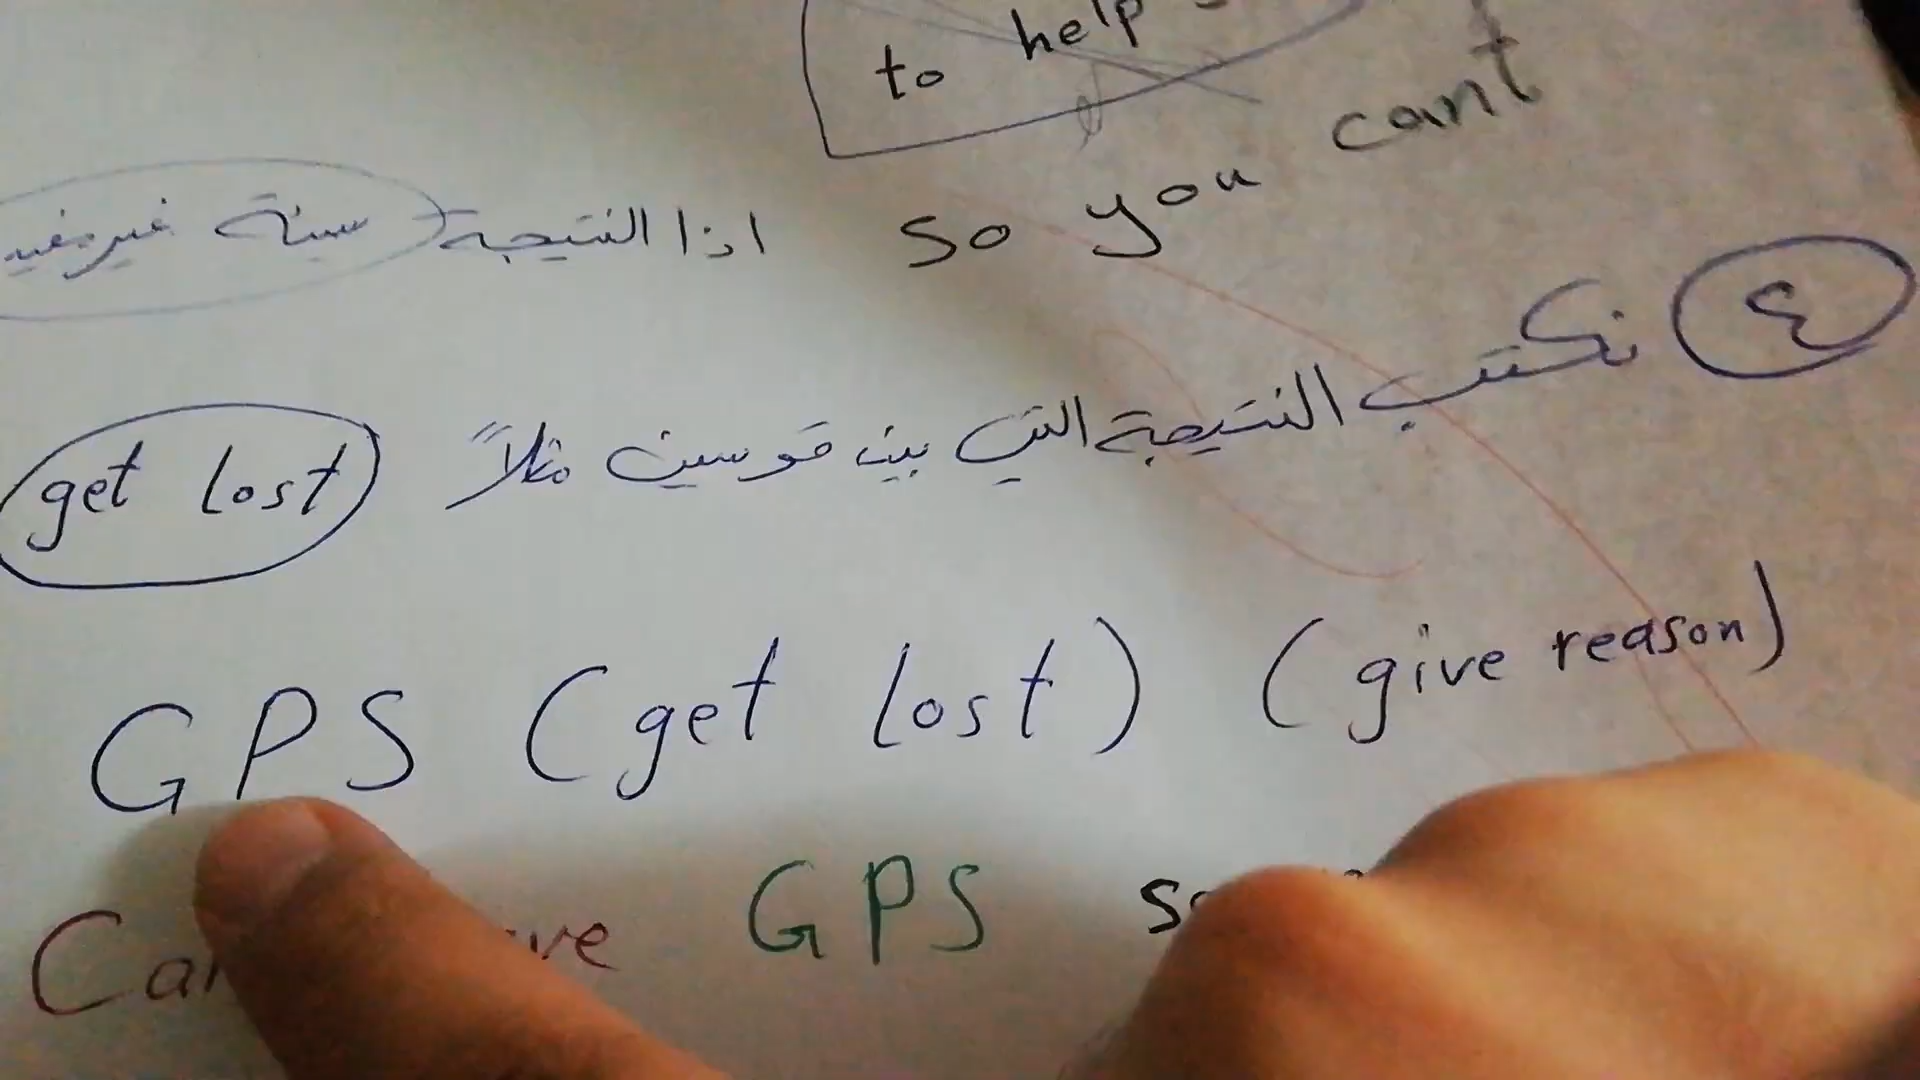 to help
so you cant
اذا النتيجة سيئة غير مفيد
٤ نكتب النتيجة التي بين قوسين مثلاً get lost
GPS (get lost) (give reason)
GPS